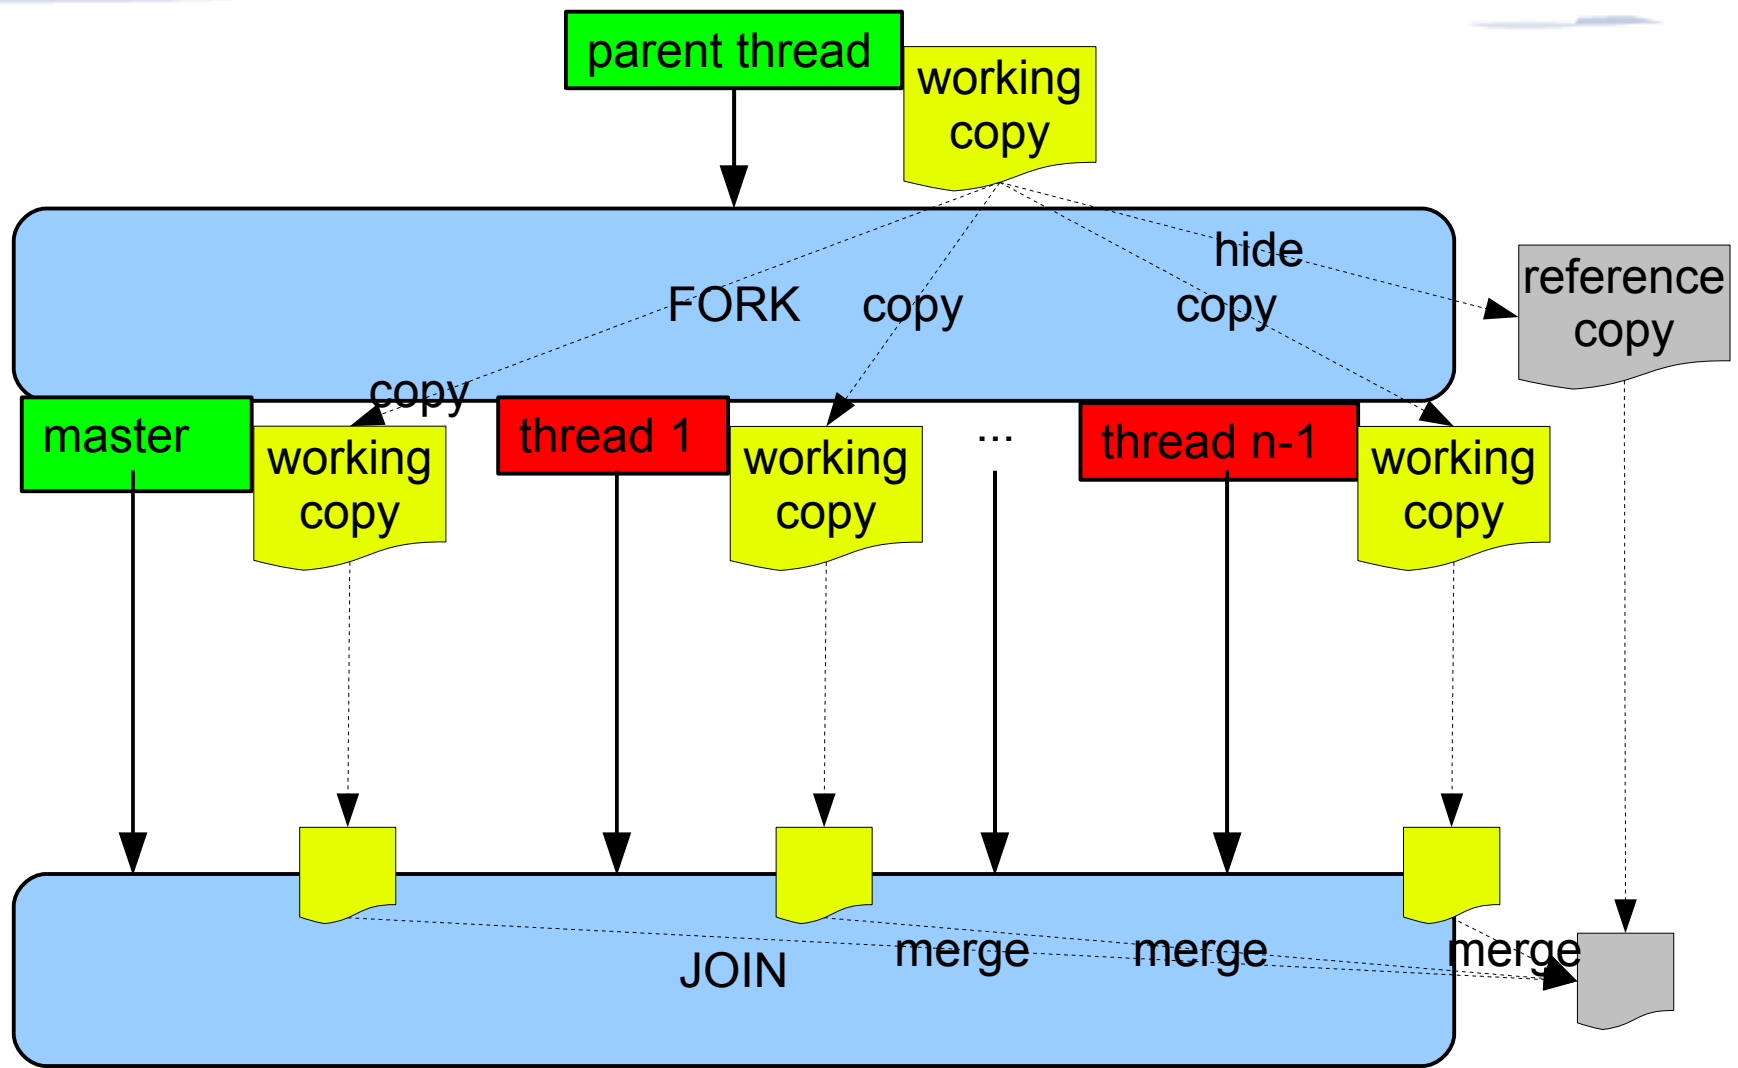 parent thread
working
copy
hide
reference
copy
FORK
copy
copy
copy
master
working
copy
thread 1
working
copy
...
thread n-1
working
copy
merge
merge
merge
JOIN